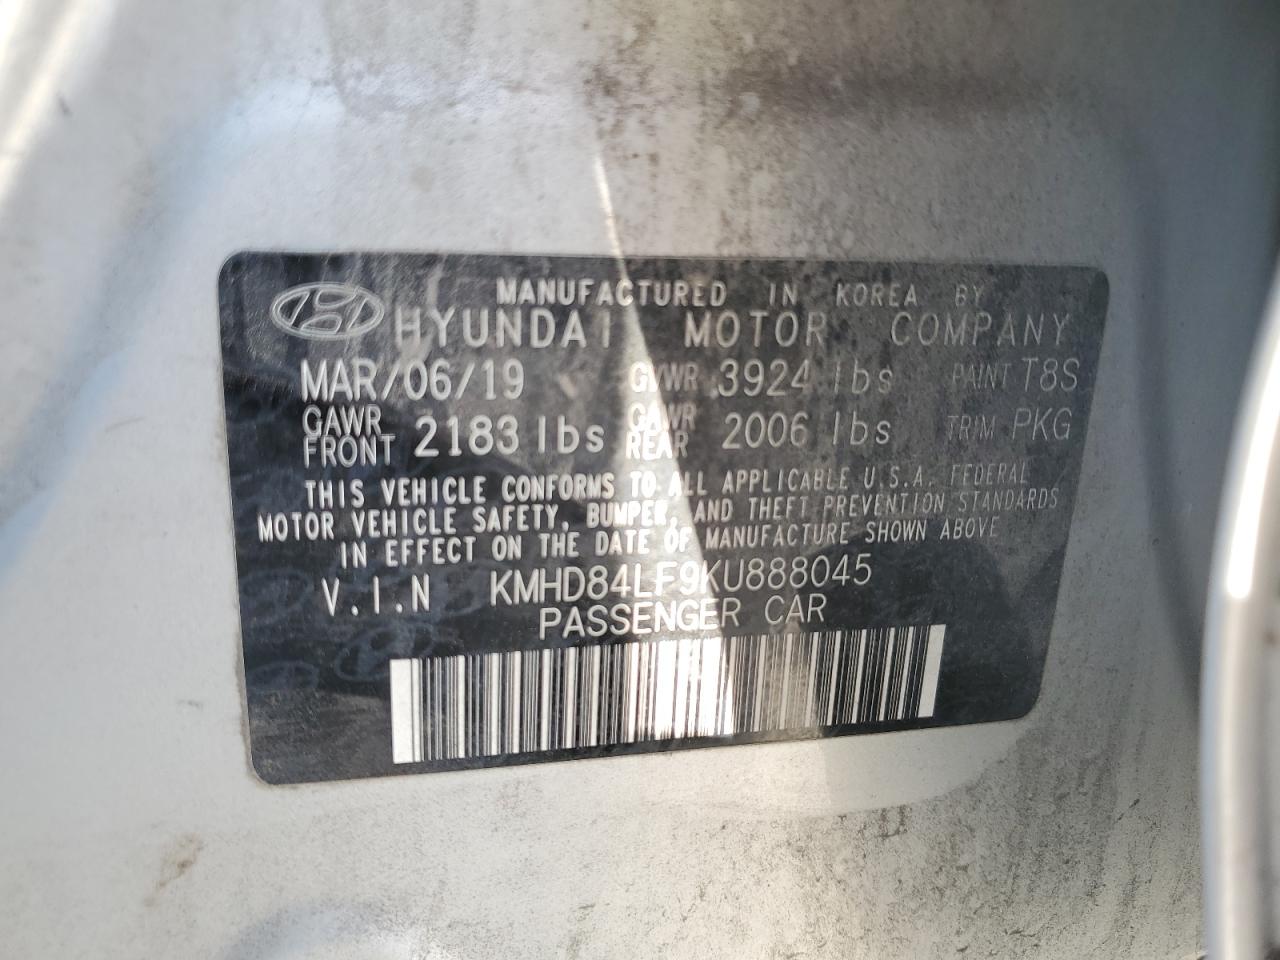 MANUFACTURED IN KOREA BY
HYUNDAI MOTOR COMPANY
MAR/06/19 GVWR 3924 lbs PAINT T8S
GAWR FRONT 2183 lbs GAWR REAR 2006 lbs TRIM PKG
THIS VEHICLE CONFORMS TO ALL APPLICABLE U.S.A. FEDERAL
MOTOR VEHICLE SAFETY, BUMPER, AND THEFT PREVENTION STANDARDS
IN EFFECT ON THE DATE OF MANUFACTURE SHOWN ABOVE
V.I.N KMHD84LF9KU888045
PASSENGER CAR